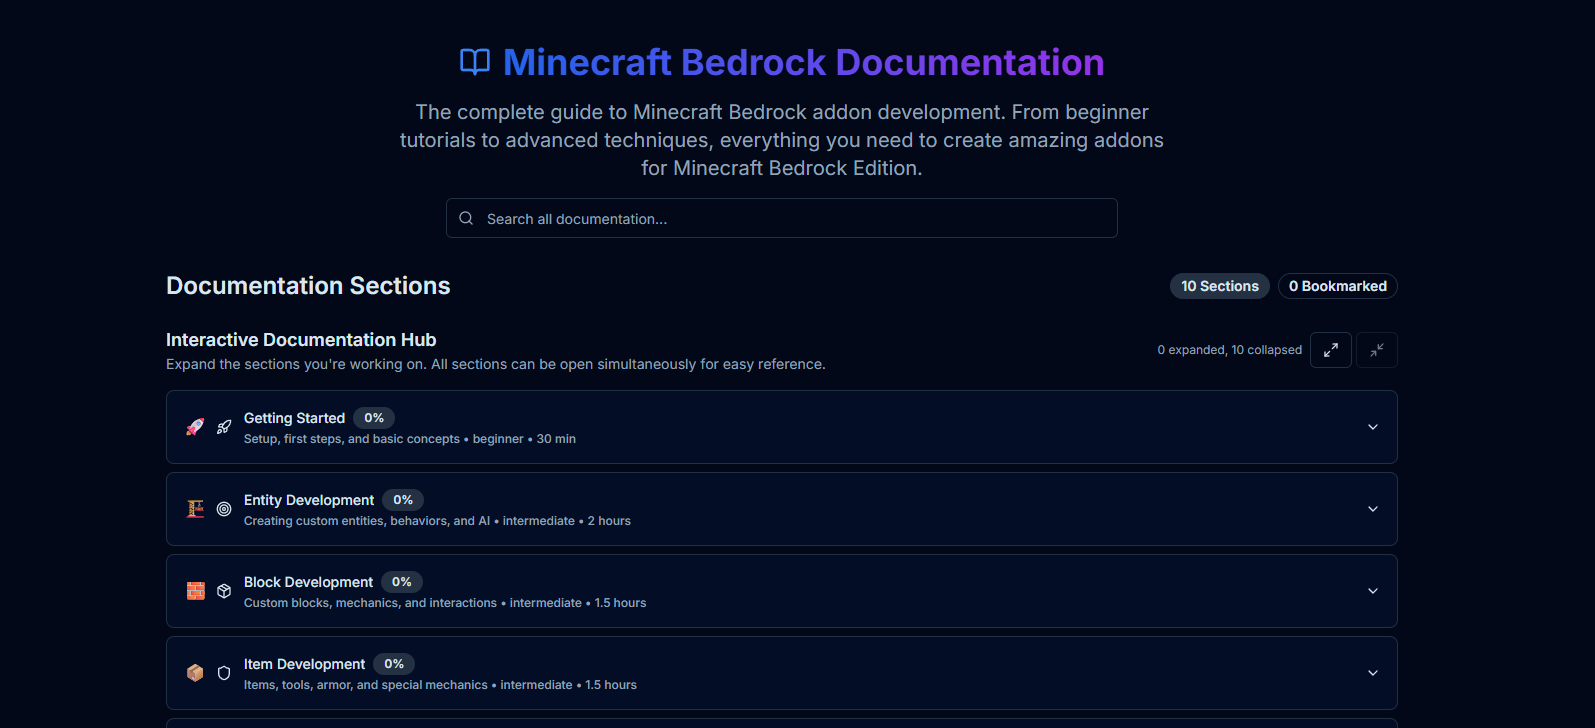 Minecraft Bedrock Documentation
The complete guide to Minecraft Bedrock addon development. From beginner
tutorials to advanced techniques, everything you need to create amazing addons
for Minecraft Bedrock Edition.
Search all documentation...
Documentation Sections
10 Sections
0 Bookmarked
Interactive Documentation Hub
Expand the sections you're working on. All sections can be open simultaneously for easy reference.
0 expanded, 10 collapsed
Getting Started 0%
Setup, first steps, and basic concepts • beginner • 30 min
Entity Development 0%
Creating custom entities, behaviors, and AI • intermediate • 2 hours
Block Development 0%
Custom blocks, mechanics, and interactions • intermediate • 1.5 hours
Item Development 0%
Items, tools, armor, and special mechanics • intermediate • 1.5 hours